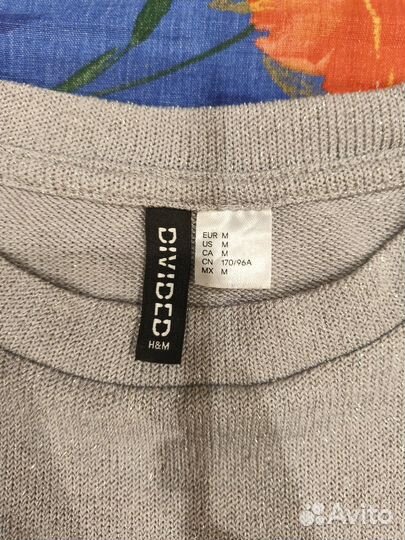 DIVIDED
H&M
EUR M
US M
CA M
CN 170/96A
MX M
Avito